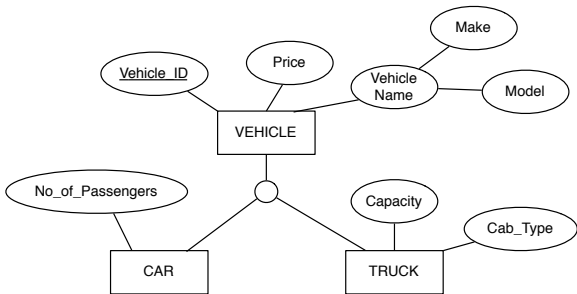 Make
Price
Vehicle_ID
Vehicle
Name
Model
VEHICLE
No_of_Passengers
Capacity
Cab_Type
CAR
TRUCK